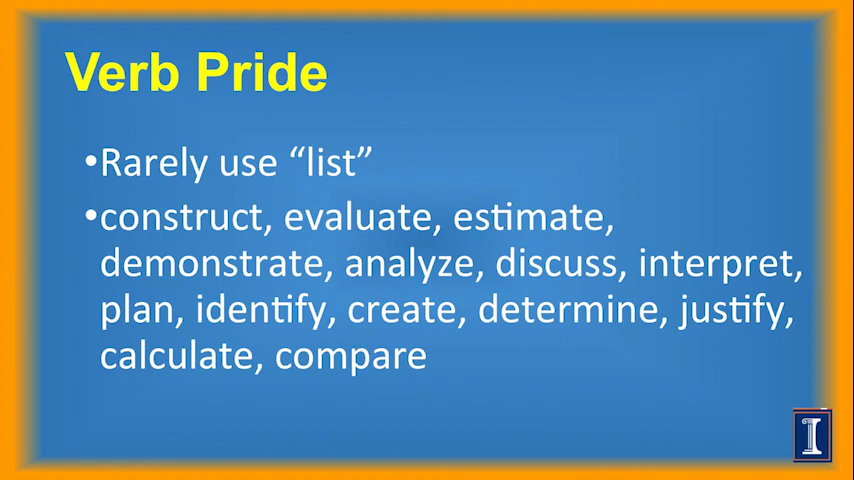 Verb Pride
•Rarely use “list”
•construct, evaluate, estimate,
demonstrate, analyze, discuss, interpret,
plan, identify, create, determine, justify,
calculate, compare
I